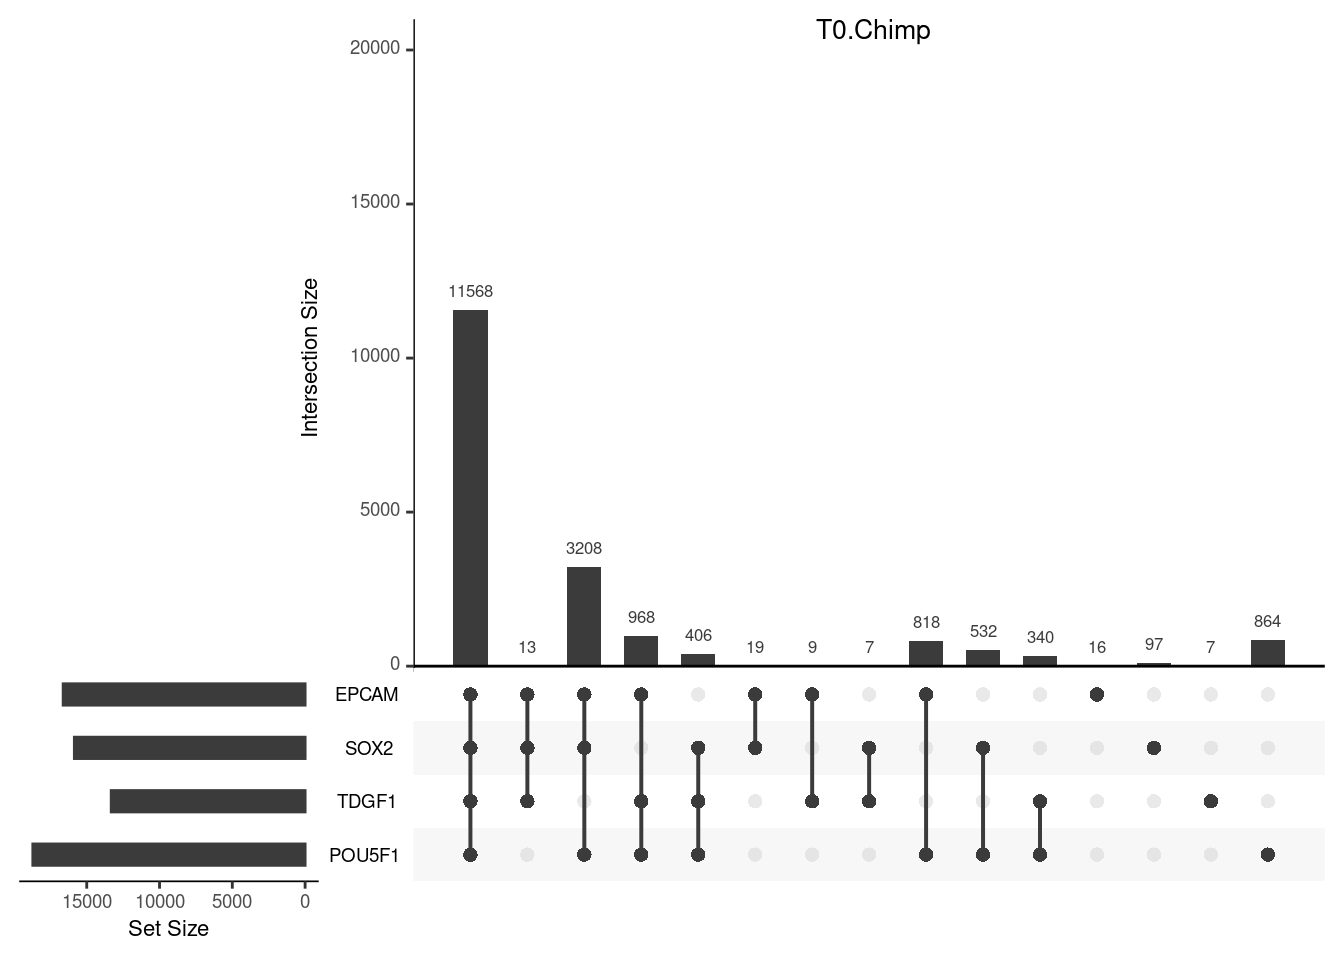 T0.Chimp
20000
15000
10000
5000
0
Intersection Size
11568
13
3208
968
406
19
9
7
818
532
340
16
97
7
864
EPCAM
SOX2
TDGF1
POU5F1
15000 10000 5000 0
Set Size